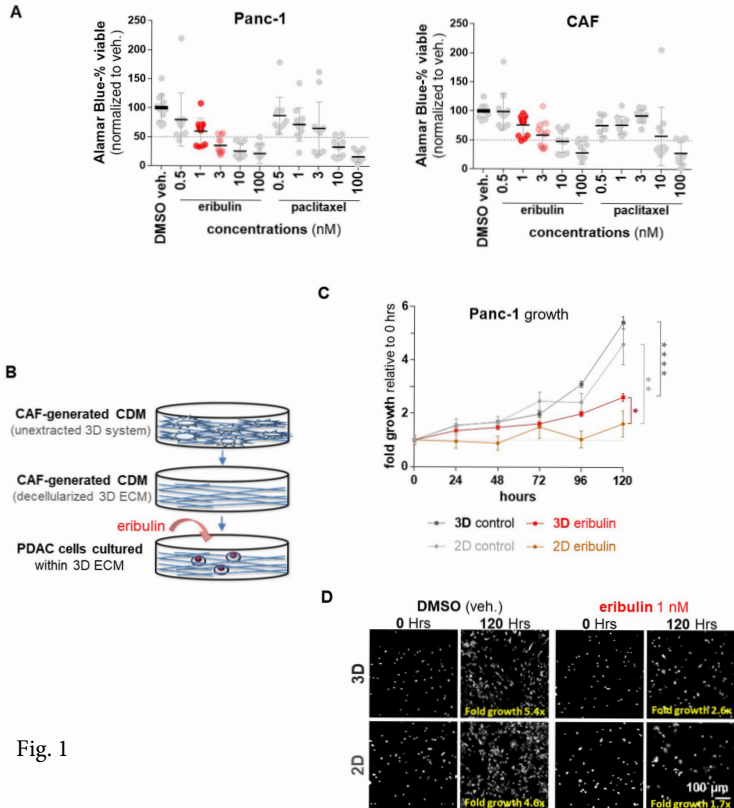 A
Panc-1
Alamar Blue-% viable
(normalized to veh.)
250
200
150
100
50
0
DMSO veh.
0.5
1
3
10
100
0.5
1
3
10
100
eribulin
paclitaxel
concentrations (nM)
CAF
Alamar Blue-% viable
(normalized to veh.)
250
200
150
100
50
0
DMSO veh.
0.5
1
3
10
100
0.5
1
3
10
100
eribulin
paclitaxel
concentrations (nM)
B
CAF-generated CDM
(unextracted 3D system)
CAF-generated CDM
(decellularized 3D ECM)
eribulin
PDAC cells cultured
within 3D ECM
C
Panc-1 growth
fold growth relative to 0 hrs
6
4
2
0
0 24 48 72 96 120
hours
****
**
*
3D control
3D eribulin
2D control
2D eribulin
D
DMSO (veh.)
eribulin 1 nM
0 Hrs
120 Hrs
0 Hrs
120 Hrs
3D
Fold growth 5.4x
Fold growth 2.6x
2D
Fold growth 4.6x
100 µm
Fold growth 1.7x
Fig. 1